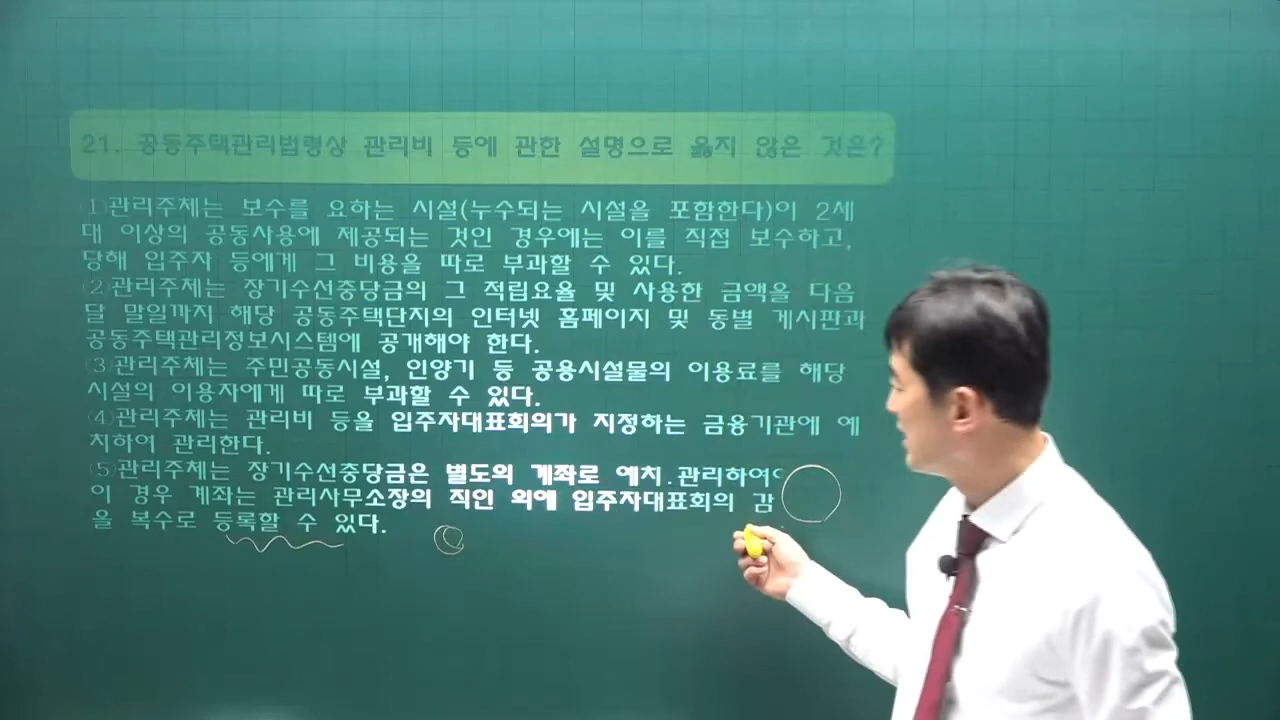 21. 공동주택관리법령상 관리비 등에 관한 설명으로 옳지 않은 것은?
(1)관리주체는 보수를 요하는 시설(누수되는 시설을 포함한다)이 2세
대 이상의 공동사용에 제공되는 것인 경우에는 이를 직접 보수하고,
당해 입주자 등에게 그 비용을 따로 부과할 수 있다.
(2)관리주체는 장기수선충당금의 그 적립요율 및 사용한 금액을 다음
달 말일까지 해당 공동주택단지의 인터넷 홈페이지 및 동별 게시판과
공동주택관리정보시스템에 공개해야 한다.
(3)관리주체는 주민공동시설, 인양기 등 공용시설물의 이용료를 해당
시설의 이용자에게 따로 부과할 수 있다.
(4)관리주체는 관리비 등을 입주자대표회의가 지정하는 금융기관에 예
치하여 관리한다.
(5)관리주체는 장기수선충당금은 별도의 계좌로 예치.관리하여야
이 경우 계좌는 관리사무소장의 직인 외에 입주자대표회의 감
을 복수로 등록할 수 있다.